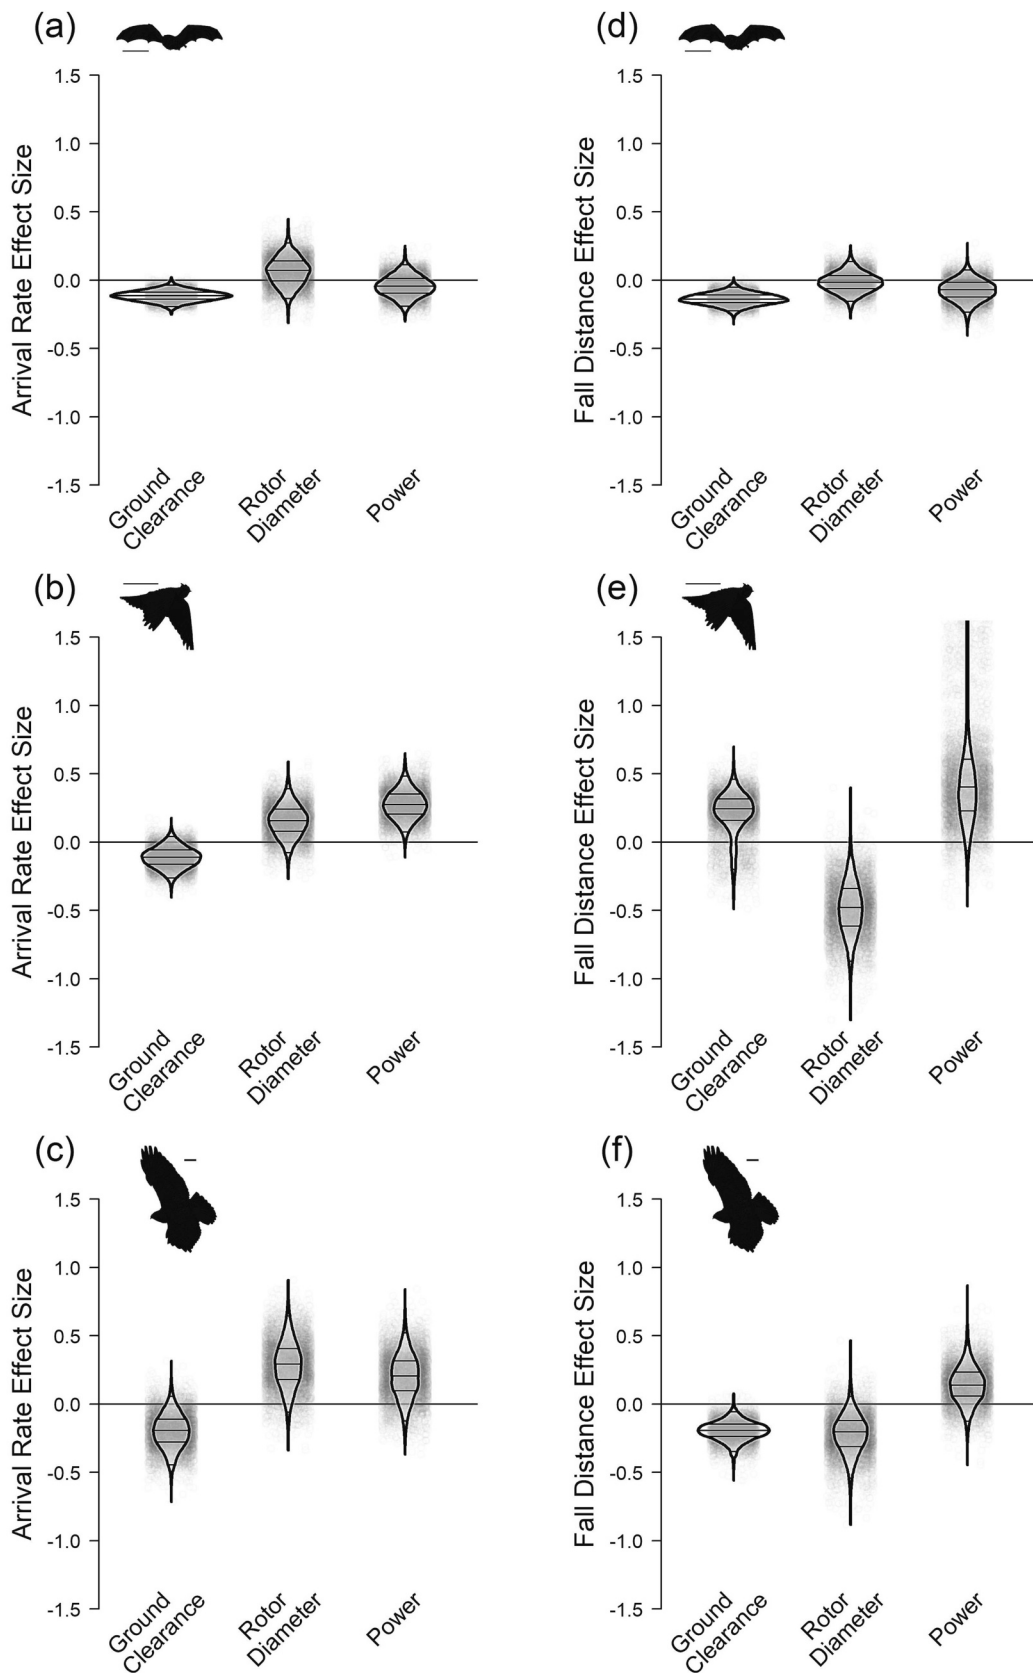 (a)
1.5
1.0
0.5
0.0
-0.5
-1.0
-1.5
Arrival Rate Effect Size
Ground
Clearance
Rotor
Diameter
Power
(d)
1.5
1.0
0.5
0.0
-0.5
-1.0
-1.5
Fall Distance Effect Size
Ground
Clearance
Rotor
Diameter
Power
(b)
1.5
1.0
0.5
0.0
-0.5
-1.0
-1.5
Arrival Rate Effect Size
Ground
Clearance
Rotor
Diameter
Power
(e)
1.5
1.0
0.5
0.0
-0.5
-1.0
-1.5
Fall Distance Effect Size
Ground
Clearance
Rotor
Diameter
Power
(c)
1.5
1.0
0.5
0.0
-0.5
-1.0
-1.5
Arrival Rate Effect Size
Ground
Clearance
Rotor
Diameter
Power
(f)
1.5
1.0
0.5
0.0
-0.5
-1.0
-1.5
Fall Distance Effect Size
Ground
Clearance
Rotor
Diameter
Power